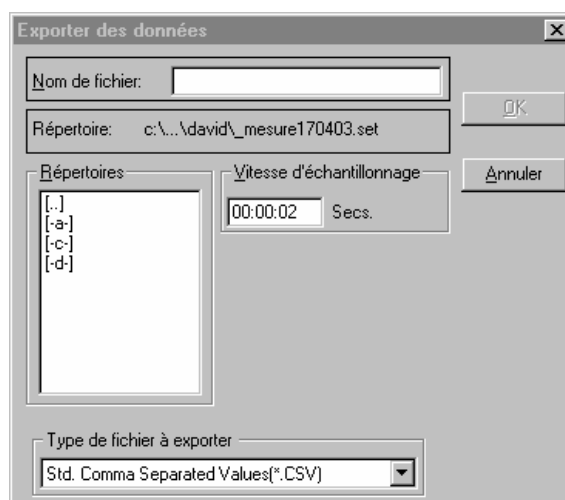 Exporter des données
Nom de fichier:
OK
Répertoire: c:\...\david\_mesure170403.set
Répertoires
Vitesse d'échantillonnage
Annuler
[..]
[-a-]
[-c-]
[-d-]
00:00:02 Secs.
Type de fichier à exporter
Std. Comma Separated Values(*.CSV)